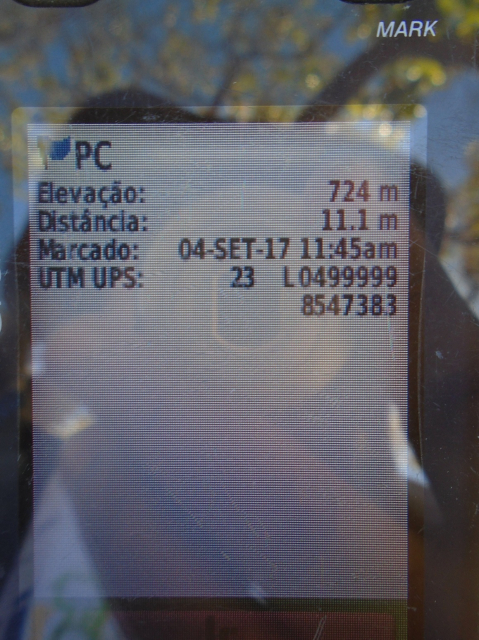 MARK
PC
Elevação: 724 m
Distância: 11.1 m
Marcado: 04-SET-17 11:45am
UTM UPS: 23 L0499999
8547383